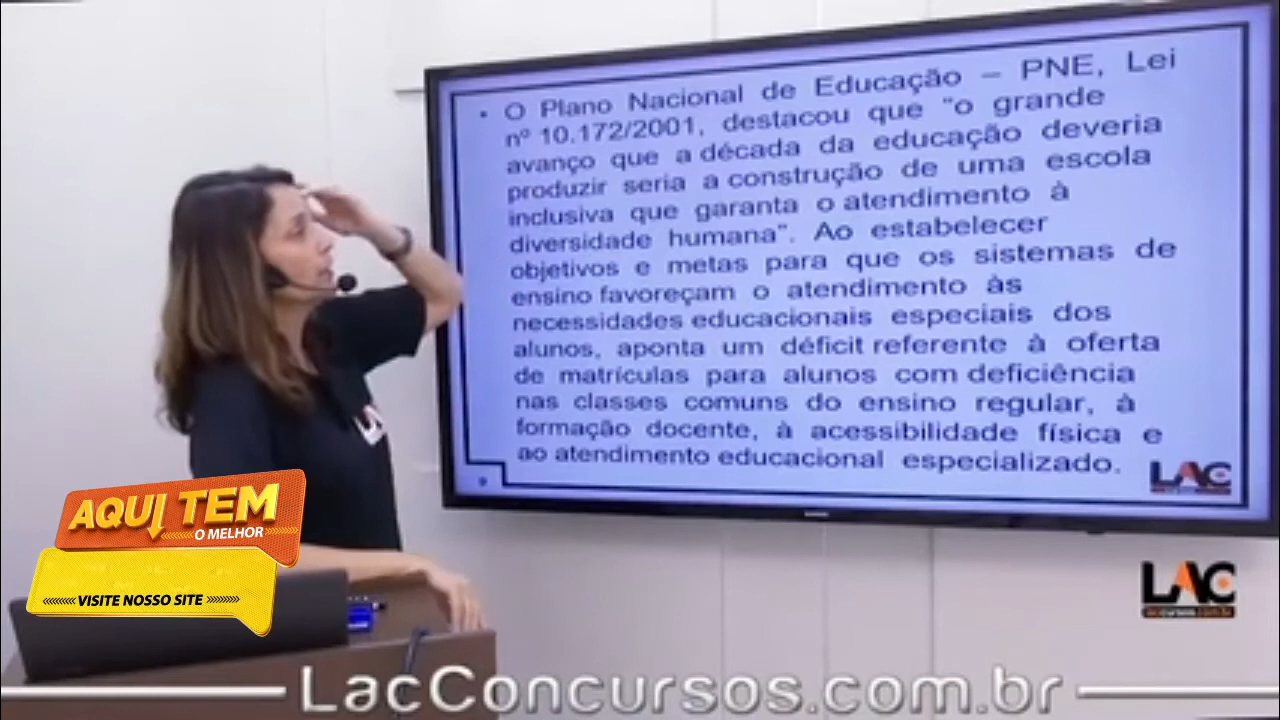 • O Plano Nacional de Educação – PNE, Lei
nº 10.172/2001, destacou que "o grande
avanço que a década da educação deveria
produzir seria a construção de uma escola
inclusiva que garanta o atendimento à
diversidade humana". Ao estabelecer
objetivos e metas para que os sistemas de
ensino favoreçam o atendimento às
necessidades educacionais especiais dos
alunos, aponta um déficit referente à oferta
de matrículas para alunos com deficiência
nas classes comuns do ensino regular, à
formação docente, à acessibilidade física e
ao atendimento educacional especializado.
LAC
AQUI TEM
O MELHOR
VISITE NOSSO SITE
LAC
laccursos.com.br
LacConcursos.com.br